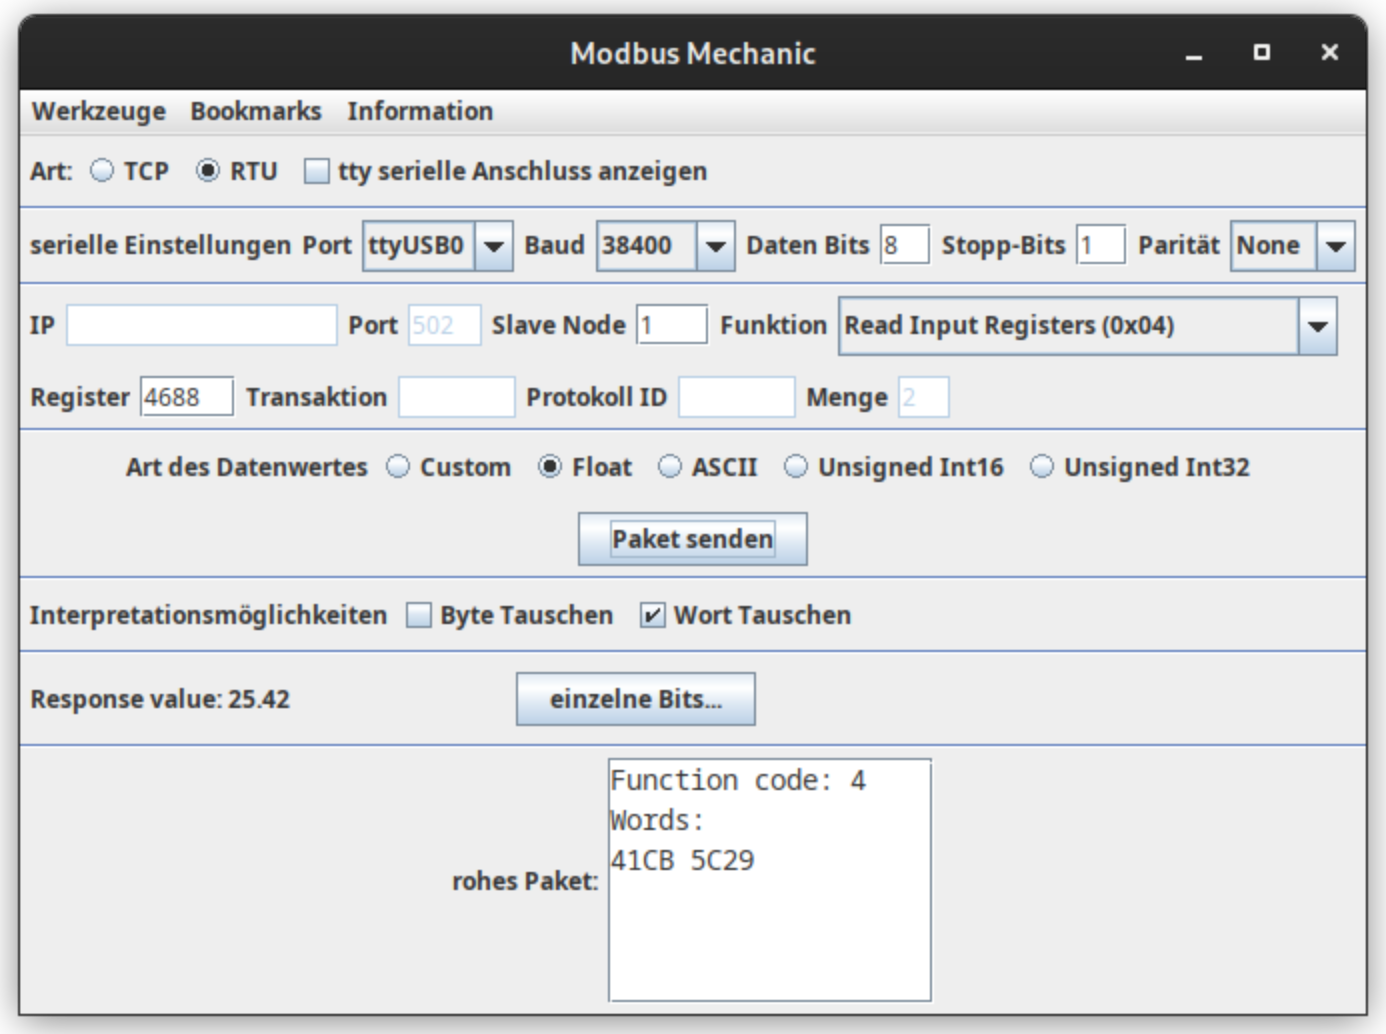 Modbus Mechanic
Werkzeuge Bookmarks Information
Art: TCP RTU tty serielle Anschluss anzeigen
serielle Einstellungen Port ttyUSB0 Baud 38400 Daten Bits 8 Stopp-Bits 1 Parität None
IP Port 502 Slave Node 1 Funktion Read Input Registers (0x04)
Register 4688 Transaktion Protokoll ID Menge 2
Art des Datenwertes Custom Float ASCII Unsigned Int16 Unsigned Int32
Paket senden
Interpretationsmöglichkeiten Byte Tauschen Wort Tauschen
Response value: 25.42 einzelne Bits...
Function code: 4
Words:
41CB 5C29
rohes Paket: